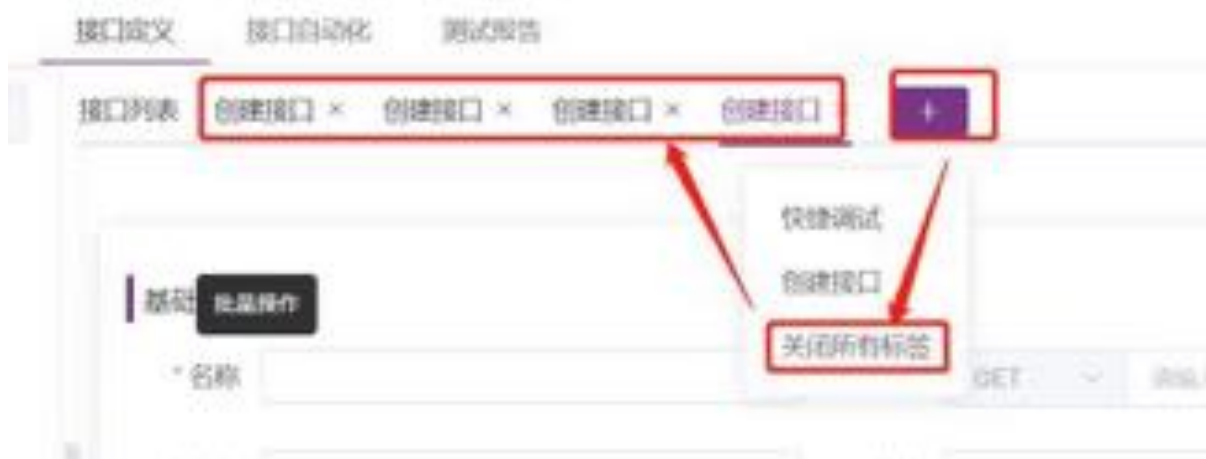 接口定义 接口自动化 测试报告
接口列表 创建接口 × 创建接口 × 创建接口 × 创建接口 +
快捷调试
创建接口
基础 批量操作
关闭所有标签
* 名称
GET